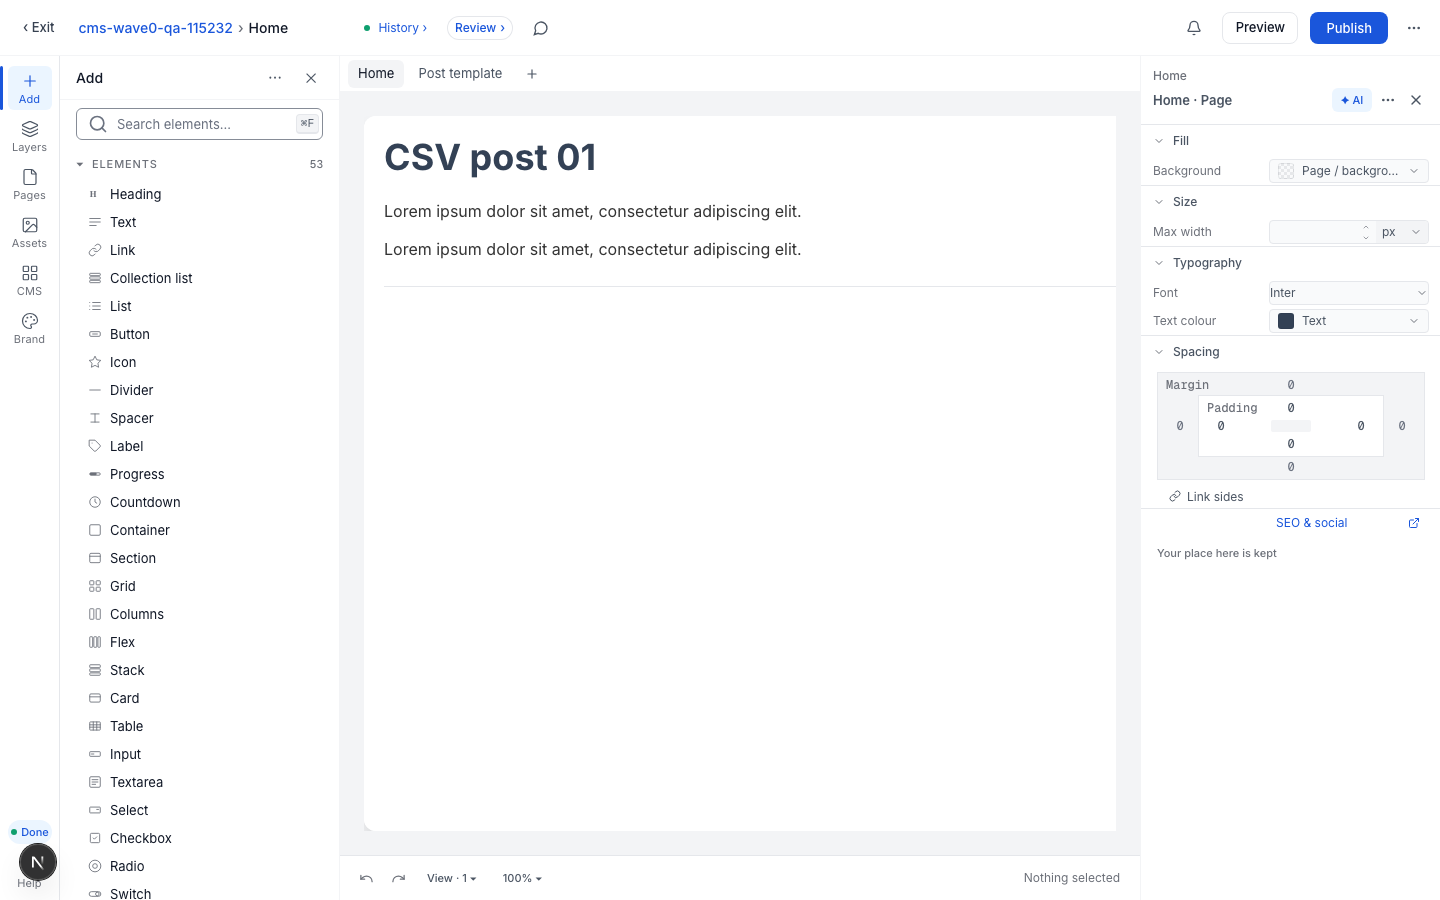 ‹ Exit
cms-wave0-qa-115232 › Home
History ›
Review ›
Preview
Publish
Add
Layers
Pages
Assets
CMS
Brand
Done
N
Help
Add
Search elements...
⌘F
ELEMENTS
53
Heading
Text
Link
Collection list
List
Button
Icon
Divider
Spacer
Label
Progress
Countdown
Container
Section
Grid
Columns
Flex
Stack
Card
Table
Input
Textarea
Select
Checkbox
Radio
Switch
Home
Post template
CSV post 01
Lorem ipsum dolor sit amet, consectetur adipiscing elit.
Lorem ipsum dolor sit amet, consectetur adipiscing elit.
View · 1
100%
Nothing selected
Home
Home · Page
AI
Fill
Background
Page / backgro...
Size
Max width
px
Typography
Font
Inter
Text colour
Text
Spacing
Margin 0
Padding 0
0 0 0 0
0
0
Link sides
SEO & social
Your place here is kept